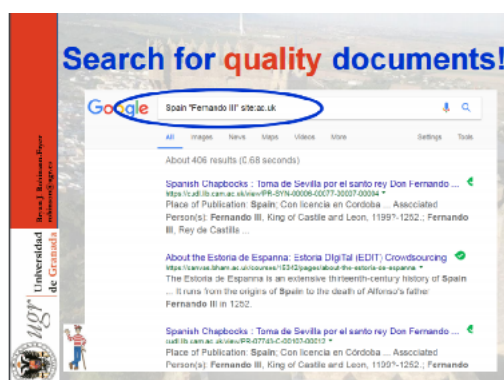 Search for quality documents!
Google
Spain "Fernando III" site:ac.uk
All Images News Maps Videos More Settings Tools
About 406 results (0.68 seconds)
Spanish Chapbooks : Toma de Sevilla por el santo rey Don Fernando ...
Place of Publication: Spain; Con licencia en Córdoba ... Associated
Person(s): Fernando III, King of Castile and Leon, 1199?-1252.; Fernando
III, Rey de Castilla ...
About the Estoria de Espanna: Estoria DIgiTal (EDIT) Crowdsourcing
The Estoria de Espanna is an extensive thirteenth-century history of Spain
... It runs from the origins of Spain to the death of Alfonso's father
Fernando III in 1252.
Spanish Chapbooks : Toma de Sevilla por el santo rey Don Fernando ...
Place of Publication: Spain; Con licencia en Córdoba ... Associated
Person(s): Fernando III, King of Castile and Leon, 1199?-1252.; Fernando
Bryan J. Robinson Fryer
ugr
Universidad
de Granada